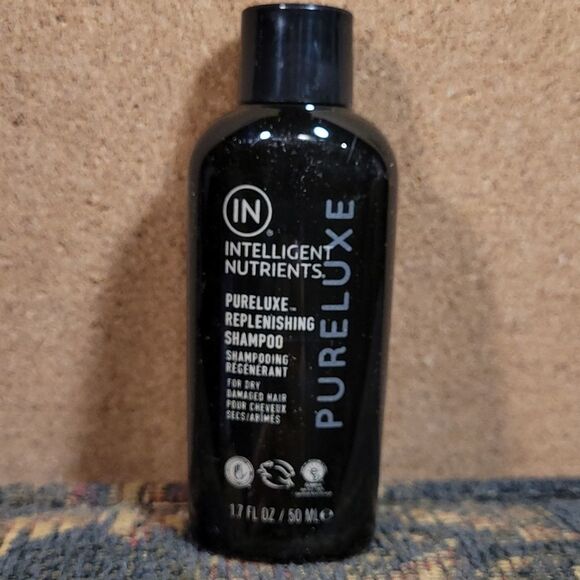 IN
INTELLIGENT
NUTRIENTS®
PURELUXE™
REPLENISHING
SHAMPOO
SHAMPOOING
RÉGÉNÉRANT
FOR DRY
DAMAGED HAIR
POUR CHEVEUX
SECS/ABÎMÉS
1.7 FL OZ / 50 ML℮
PURELUXE